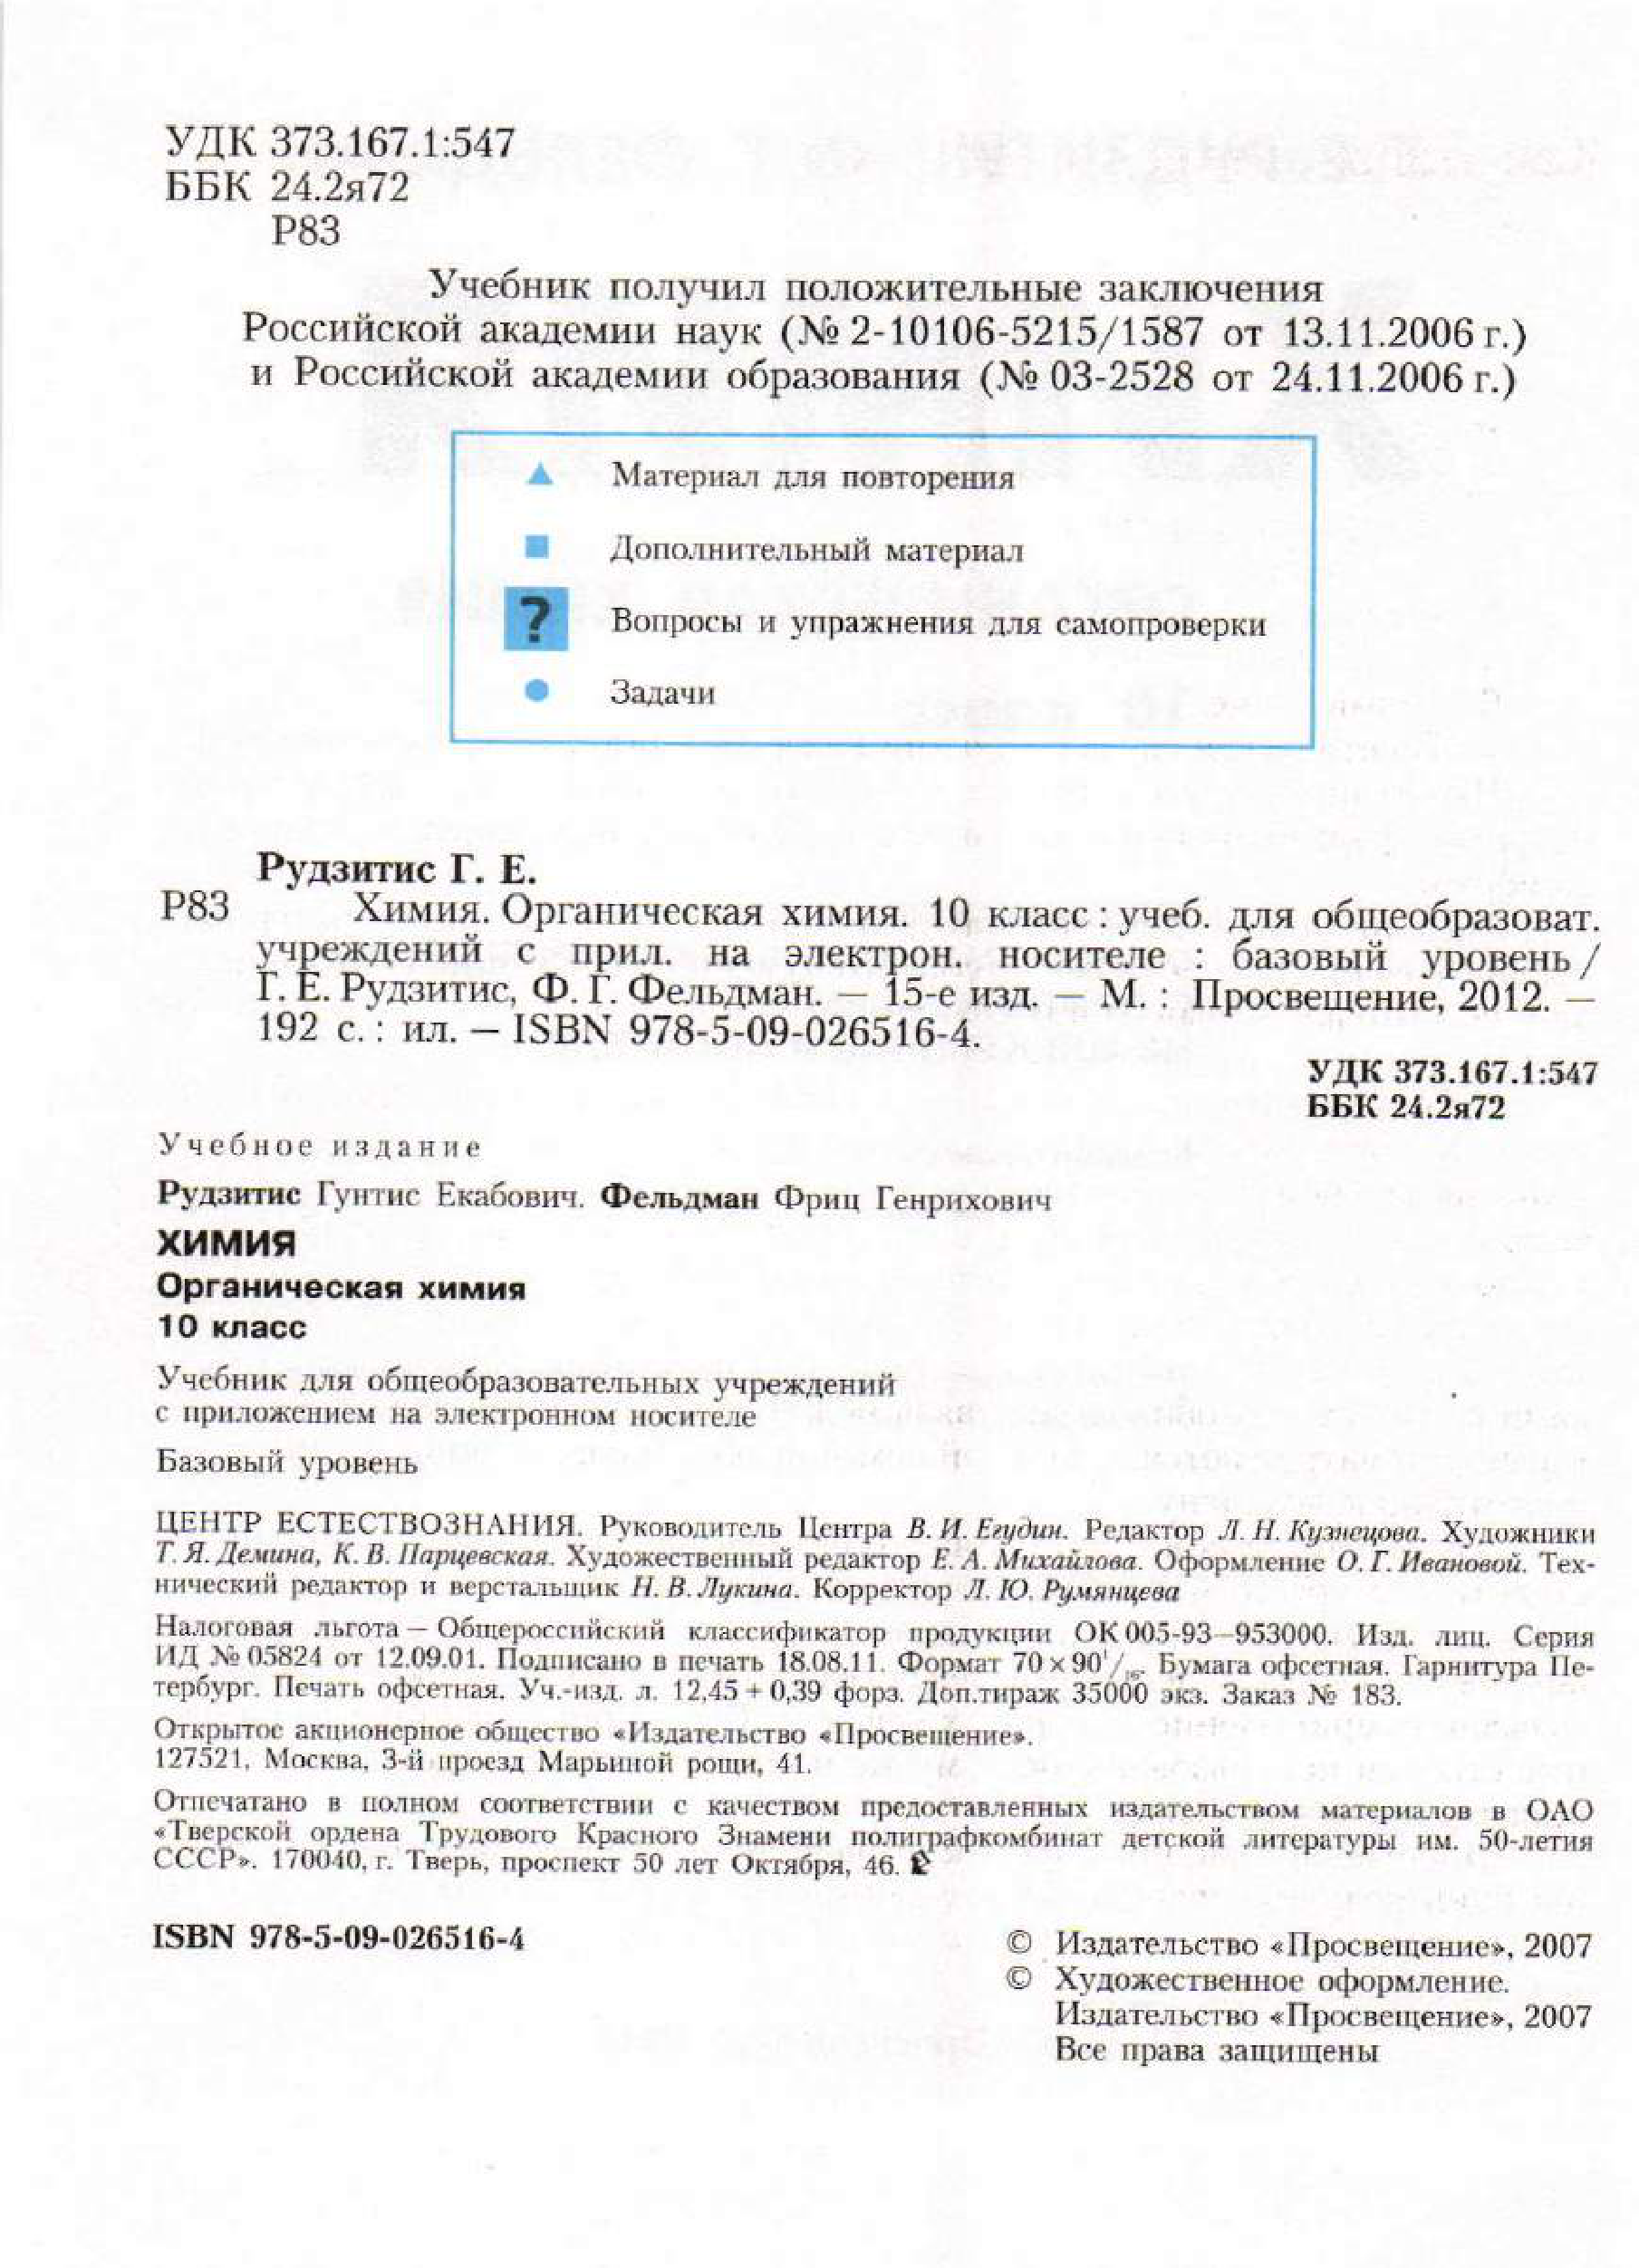 УДК 373.167.1:547
ББК 24.2я72
Р83
Учебник получил положительные заключения
Российской академии наук (№ 2-10106-5215/1587 от 13.11.2006 г.)
и Российской академии образования (№ 03-2528 от 24.11.2006 г.)
Материал для повторения
Дополнительный материал
? Вопросы и упражнения для самопроверки
Задачи
Рудзитис Г. Е.
Р83 Химия. Органическая химия. 10 класс : учеб. для общеобразоват.
учреждений с прил. на электрон. носителе : базовый уровень /
Г. Е. Рудзитис, Ф. Г. Фельдман. — 15-е изд. — М. : Просвещение, 2012. —
192 с. : ил. — ISBN 978-5-09-026516-4.
УДК 373.167.1:547
ББК 24.2я72
Учебное издание
Рудзитис Гунтис Екабович. Фельдман Фриц Генрихович
ХИМИЯ
Органическая химия
10 класс
Учебник для общеобразовательных учреждений
с приложением на электронном носителе
Базовый уровень
ЦЕНТР ЕСТЕСТВОЗНАНИЯ. Руководитель Центра В. И. Егудин. Редактор Л. Н. Кузнецова. Художники
Т. Я. Демина, К. В. Парцевская. Художественный редактор Е. А. Михайлова. Оформление О. Г. Ивановой. Тех-
нический редактор и верстальщик Н. В. Лукина. Корректор Л. Ю. Румянцева
Налоговая льгота — Общероссийский классификатор продукции ОК 005-93—953000. Изд. лиц. Серия
ИД № 05824 от 12.09.01. Подписано в печать 18.08.11. Формат 70 × 90 1/16. Бумага офсетная. Гарнитура Пе-
тербург. Печать офсетная. Уч.-изд. л. 12,45 + 0,39 форз. Доп.тираж 35000 экз. Заказ № 183.
Открытое акционерное общество «Издательство «Просвещение».
127521, Москва, 3-й проезд Марьиной рощи, 41.
Отпечатано в полном соответствии с качеством предоставленных издательством материалов в ОАО
«Тверской ордена Трудового Красного Знамени полиграфкомбинат детской литературы им. 50-летия
СССР». 170040, г. Тверь, проспект 50 лет Октября, 46.
ISBN 978-5-09-026516-4
© Издательство «Просвещение», 2007
© Художественное оформление.
Издательство «Просвещение», 2007
Все права защищены